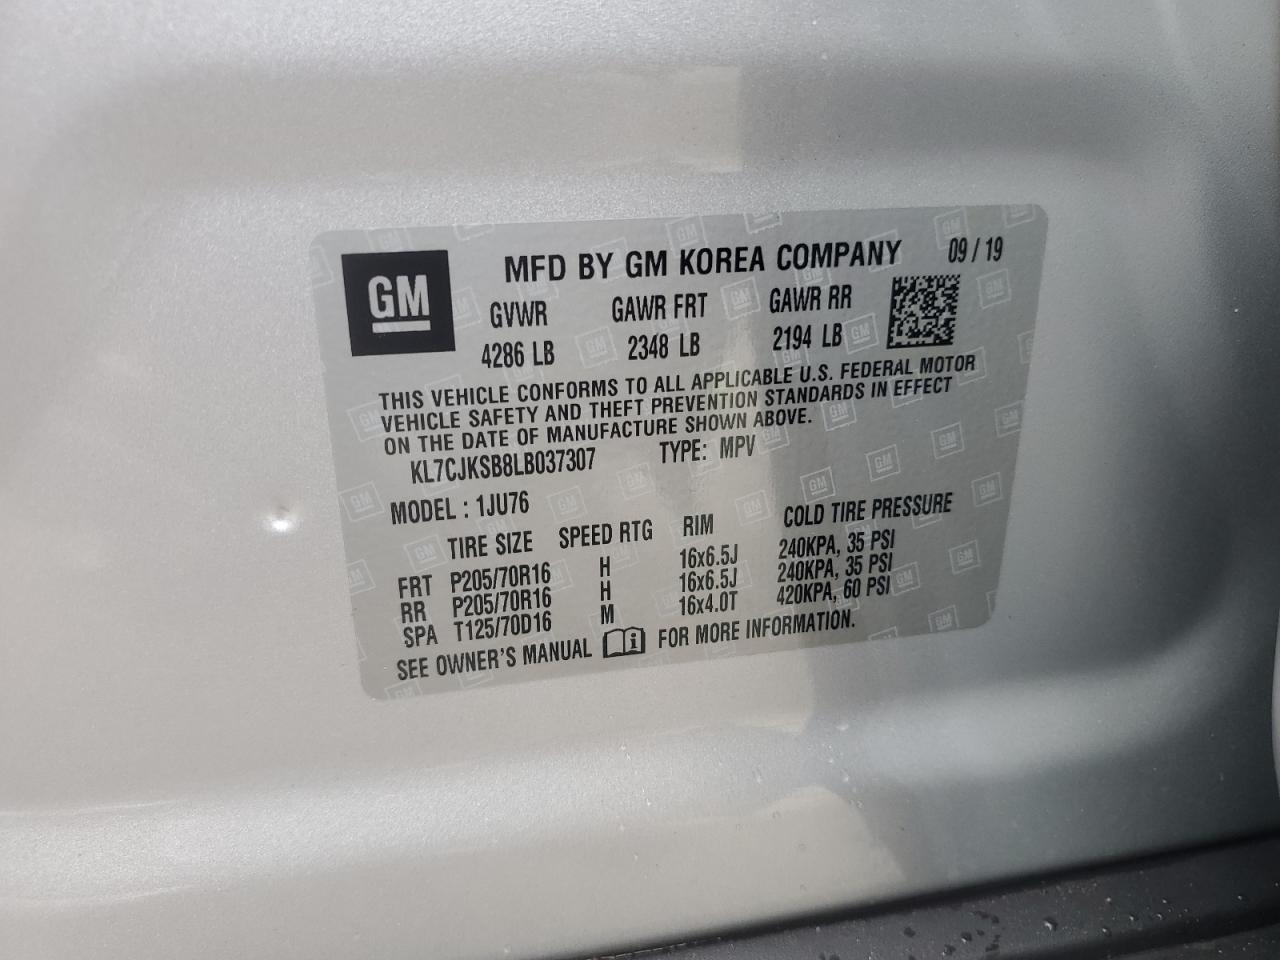 GM
MFD BY GM KOREA COMPANY 09 / 19
GVWR GAWR FRT GAWR RR
4286 LB 2348 LB 2194 LB
THIS VEHICLE CONFORMS TO ALL APPLICABLE U.S. FEDERAL MOTOR
VEHICLE SAFETY AND THEFT PREVENTION STANDARDS IN EFFECT
ON THE DATE OF MANUFACTURE SHOWN ABOVE.
KL7CJKSB8LB037307 TYPE: MPV
MODEL : 1JU76
TIRE SIZE SPEED RTG RIM COLD TIRE PRESSURE
FRT P205/70R16 H 16x6.5J 240KPA, 35 PSI
RR P205/70R16 H 16x6.5J 240KPA, 35 PSI
SPA T125/70D16 M 16x4.0T 420KPA, 60 PSI
SEE OWNER'S MANUAL i FOR MORE INFORMATION.